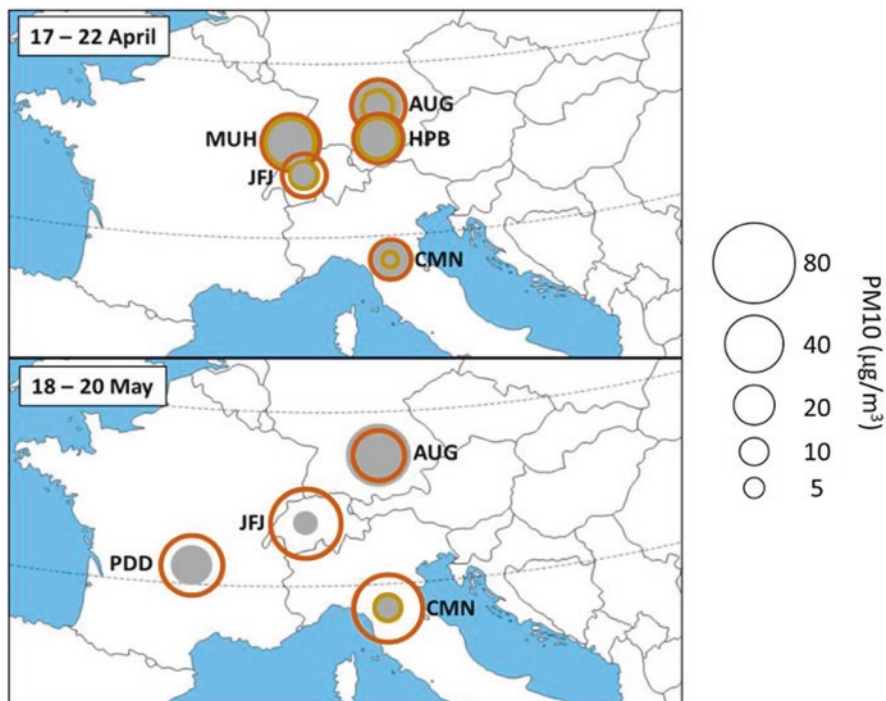 17 – 22 April
AUG
MUH
HPB
JFJ
CMN
18 – 20 May
AUG
JFJ
PDD
CMN
80
40
20
10
5
PM10 (µg/m³)